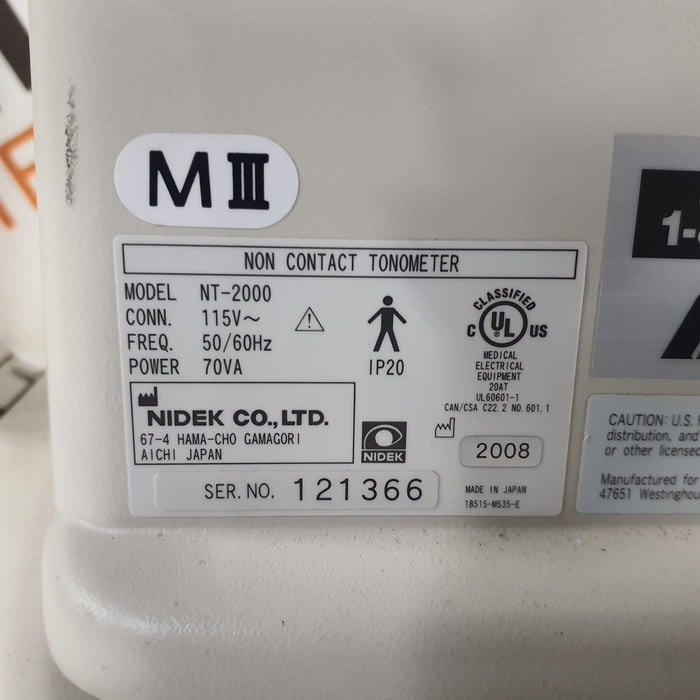 M III
NON CONTACT TONOMETER
MODEL NT-2000
CONN. 115V~
FREQ. 50/60Hz
POWER 70VA
IP20
CLASSIFIED
C UL US
MEDICAL
ELECTRICAL
EQUIPMENT
20AT
UL60601-1
CAN/CSA C22.2 NO.601.1
NIDEK CO.,LTD.
67-4 HAMA-CHO GAMAGORI
AICHI JAPAN
NIDEK
2008
SER.NO. 121366
MADE IN JAPAN
18515-M535-E
1-
CAUTION: U.S.
distribution, and
or other licensed
Manufactured for
47651